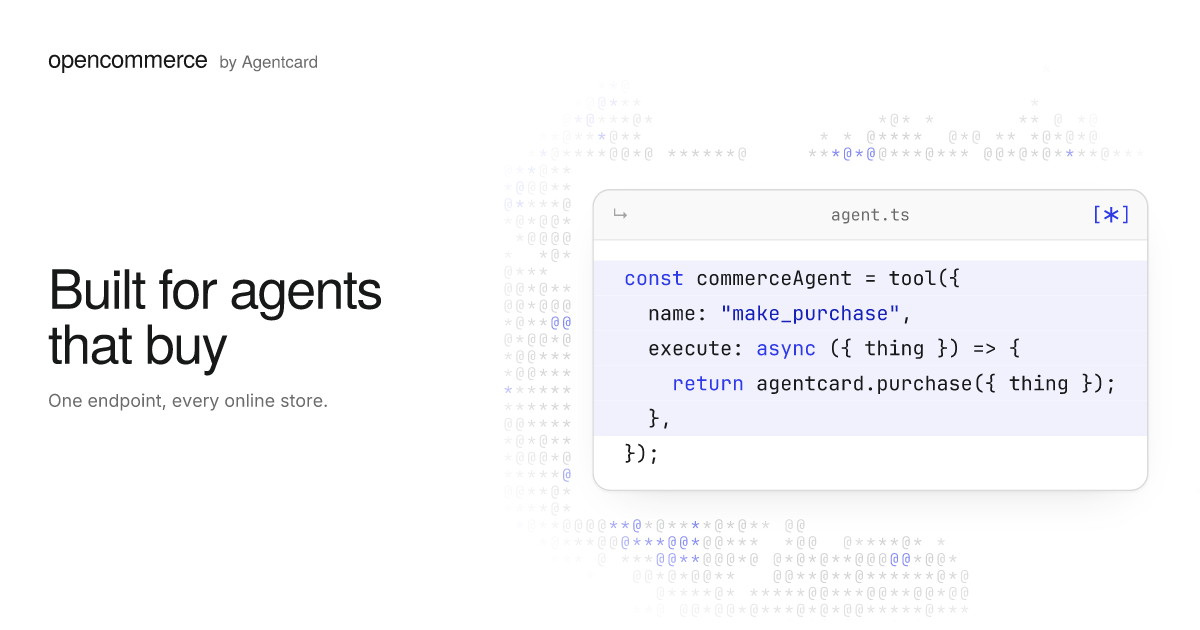 opencommerce by Agentcard
Built for agents
that buy
One endpoint, every online store.
↳ agent.ts [*]
const commerceAgent = tool({
name: "make_purchase",
execute: async ({ thing }) => {
return agentcard.purchase({ thing });
},
});